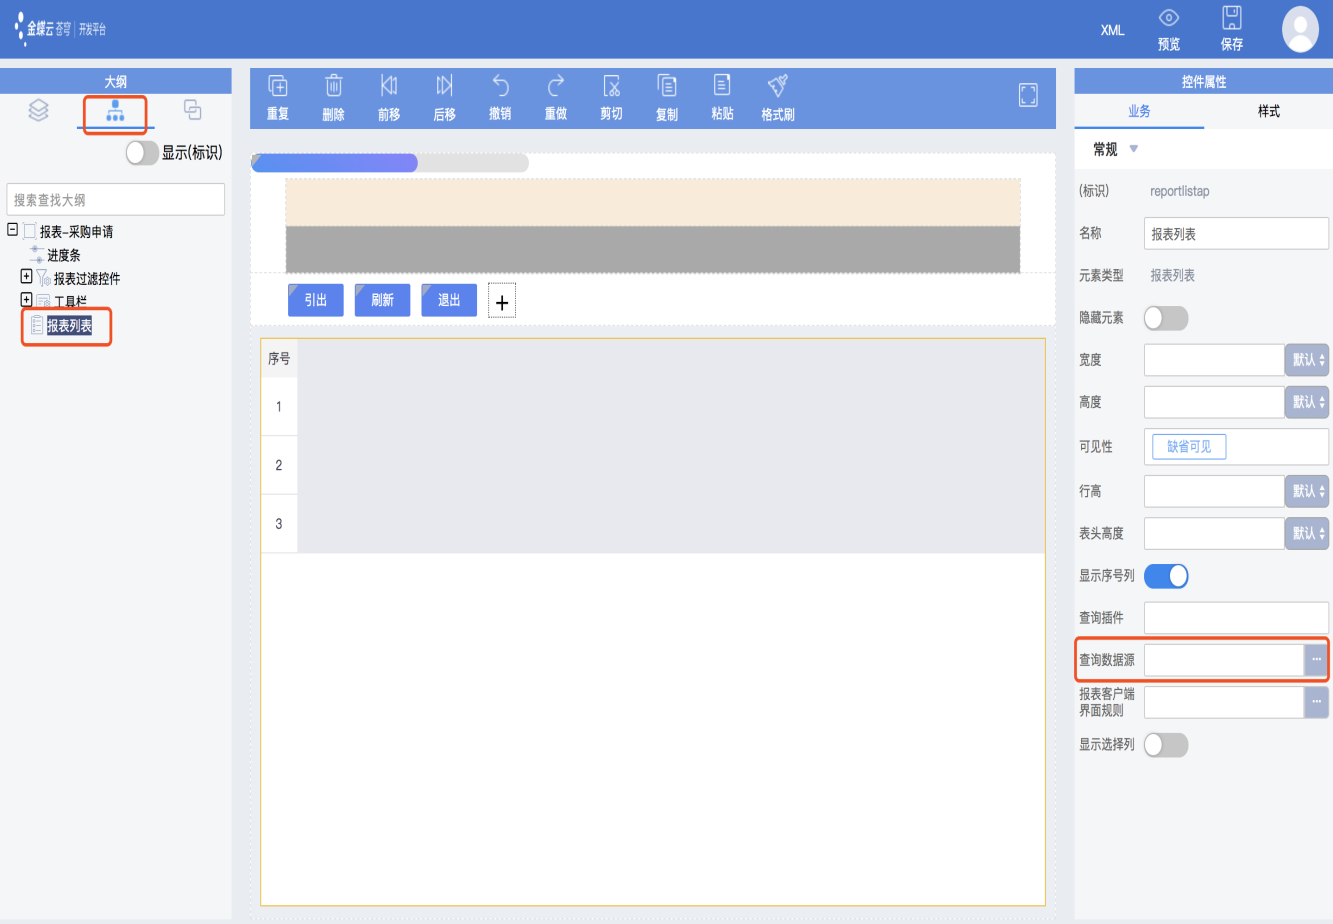 金蝶云 苍穹 | 开发平台
XML
预览
保存
大纲
显示(标识)
搜素查找大纲
报表-采购申请
进度条
报表过滤控件
工具栏
报表列表
重复
删除
前移
后移
撤销
重做
剪切
复制
粘贴
格式刷
引出
刷新
退出
+
序号
1
2
3
控件属性
业务
样式
常规
(标识)
reportlistap
名称
报表列表
元素类型
报表列表
隐藏元素
宽度
默认
高度
默认
可见性
缺省可见
行高
默认
表头高度
默认
显示序号列
查询插件
查询数据源
...
报表客户端
界面规则
...
显示选择列